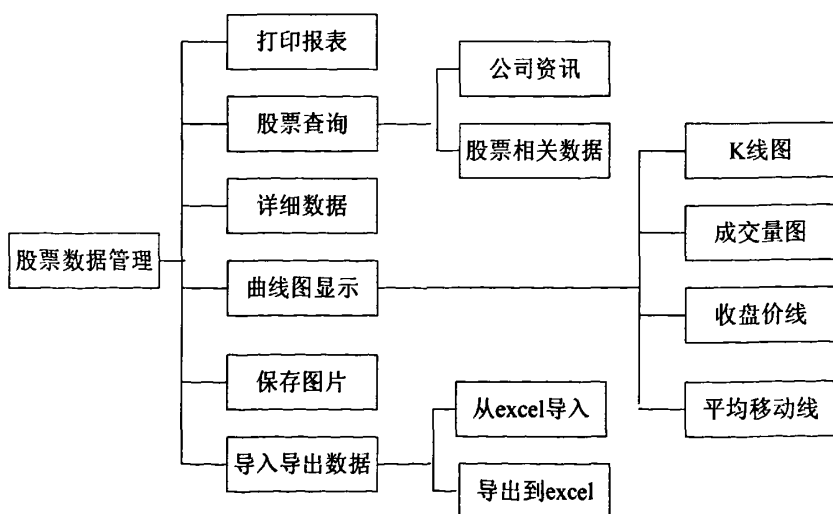 打印报表
公司资讯
股票查询
K线图
股票相关数据
详细数据
成交量图
股票数据管理
曲线图显示
收盘价线
保存图片
从excel导入
平均移动线
导入导出数据
导出到excel